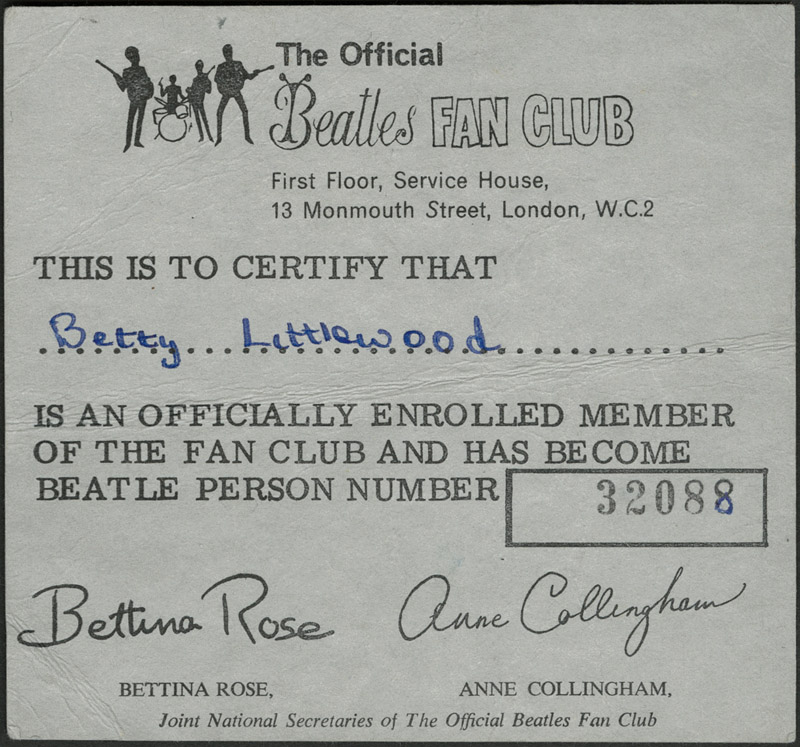 The Official
Beatles FAN CLUB
First Floor, Service House,
13 Monmouth Street, London, W.C.2
THIS IS TO CERTIFY THAT
Betty Littlewood
IS AN OFFICIALLY ENROLLED MEMBER
OF THE FAN CLUB AND HAS BECOME
BEATLE PERSON NUMBER 32088
Bettina Rose Anne Collingham
BETTINA ROSE, ANNE COLLINGHAM,
Joint National Secretaries of The Official Beatles Fan Club